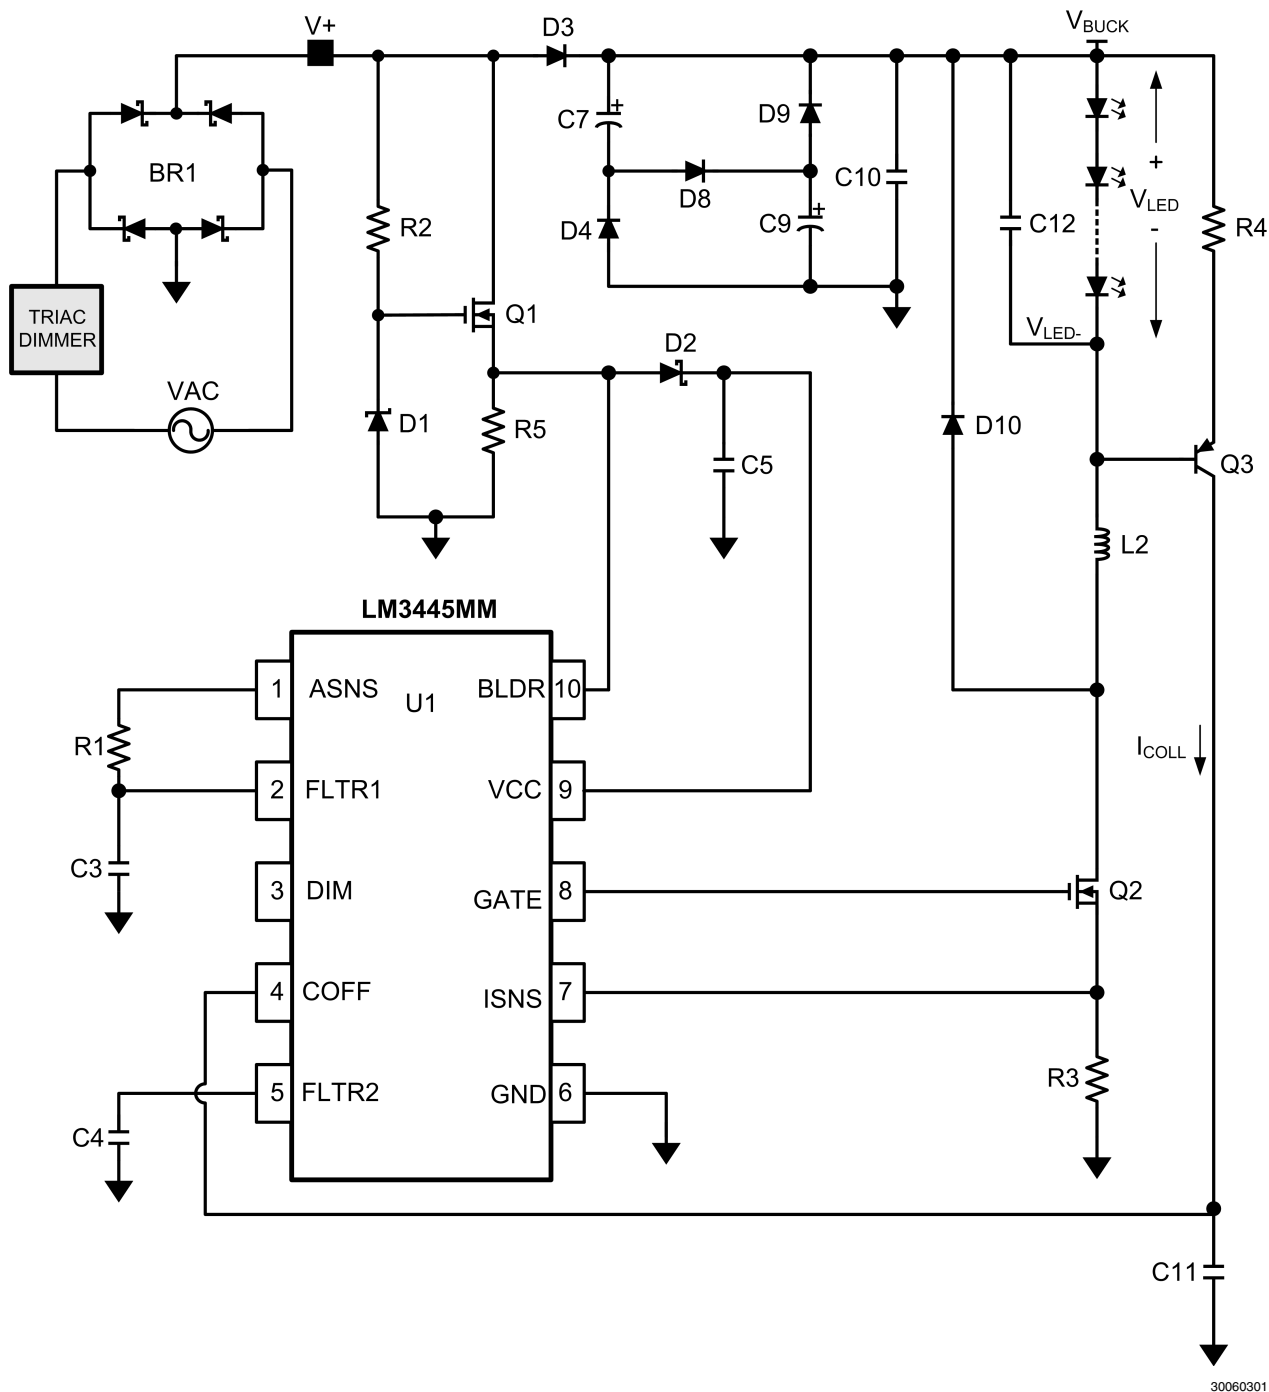 V+
D3
VBUCK
C7
+
D9
BR1
D8
C10
+
VLED
-
R2
D4
C9
+
C12
R4
TRIAC
DIMMER
Q1
VLED-
VAC
D2
D1
R5
D10
C5
Q3
L2
LM3445MM
1
ASNS
U1
BLDR
10
R1
ICOLL
2
FLTR1
VCC
9
C3
3
DIM
GATE
8
Q2
4
COFF
ISNS
7
R3
5
FLTR2
GND
6
C4
C11
30060301